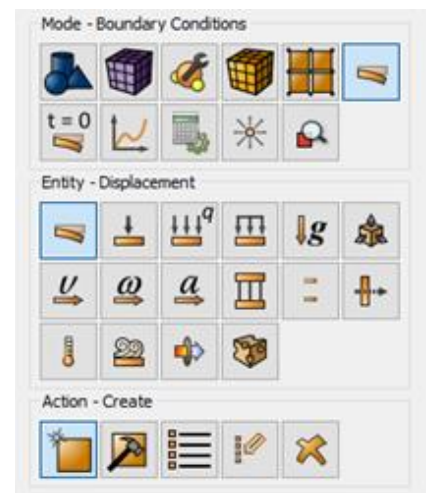 Mode - Boundary Conditions
t = 0
Entity - Displacement
q
g
v
ω
a
Action - Create